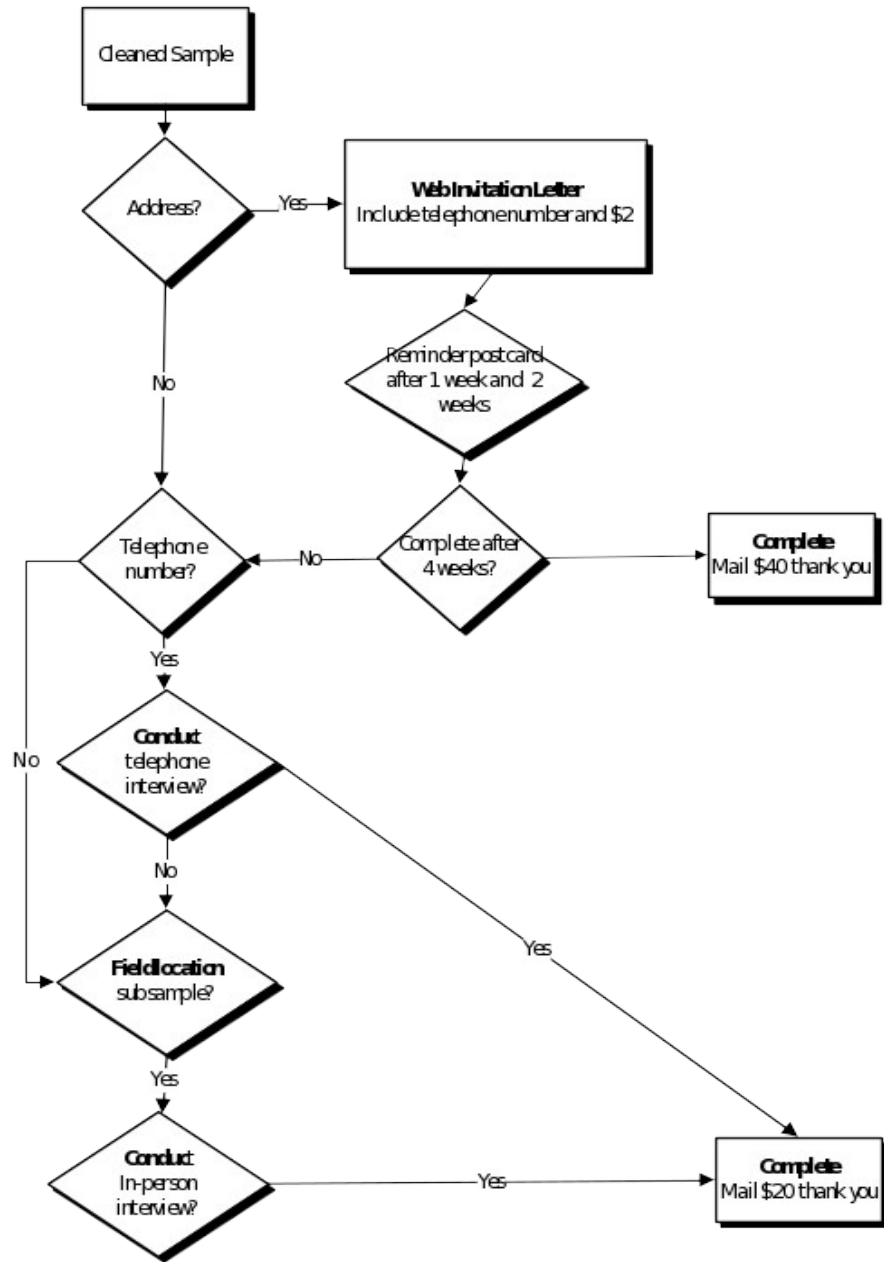 Cleaned Sample
Address?
Yes
Web Invitation Letter
Include telephone number and $2
Reminder postcard
after 1 week and 2
weeks
No
Telephone
number?
No
Complete after
4 weeks?
Complete
Mail $40 thank you
Yes
No
Conduct
telephone
interview?
No
Yes
Field location
subsample?
Yes
Conduct
In-person
interview?
Yes
Complete
Mail $20 thank you